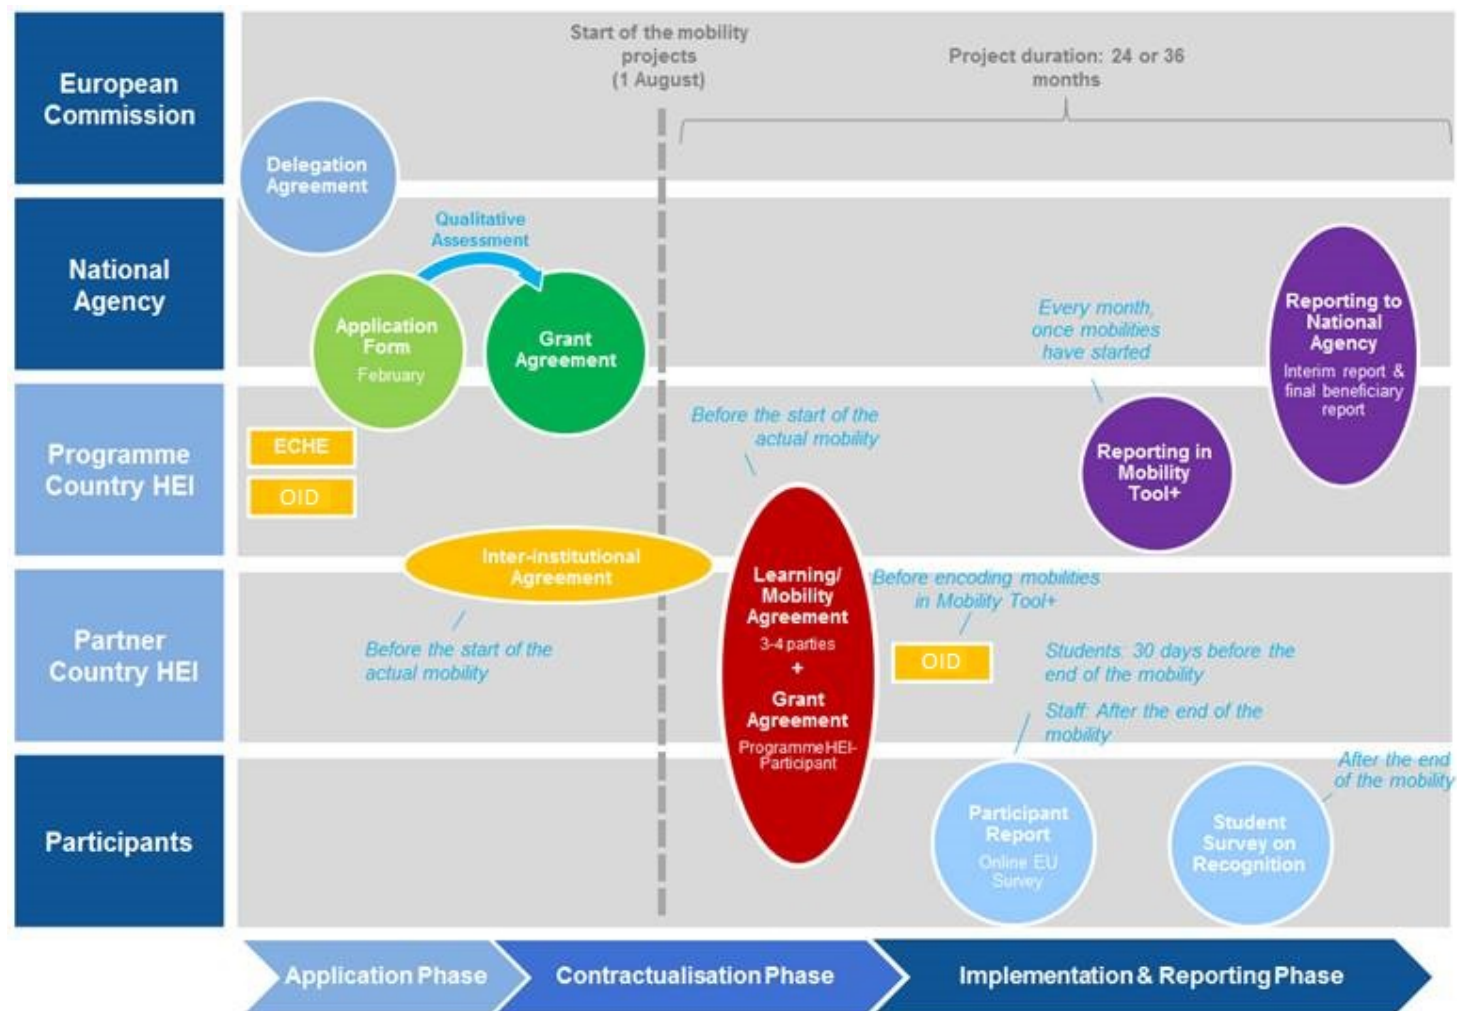 European
Commission
National
Agency
Programme
Country HEI
Partner
Country HEI
Participants
Start of the mobility
projects
(1 August)
Project duration: 24 or 36
months
Delegation
Agreement
Qualitative
Assessment
Application
Form
February
Grant
Agreement
Every month,
once mobilities
have started
Reporting to
National
Agency
Interim report &
final beneficiary
report
ECHE
OID
Before the start of the
actual mobility
Reporting in
Mobility
Tool+
Inter-institutional
Agreement
Before the start of the
actual mobility
Learning/
Mobility
Agreement
3-4 parties
+
Grant
Agreement
ProgrammeHEI-
Participant
Before encoding mobilities
in Mobility Tool+
OID
Students: 30 days before the
end of the mobility
Staff: After the end of the
mobility
After the end
of the mobility
Participant
Report
Online EU
Survey
Student
Survey on
Recognition
Application Phase
Contractualisation Phase
Implementation & Reporting Phase